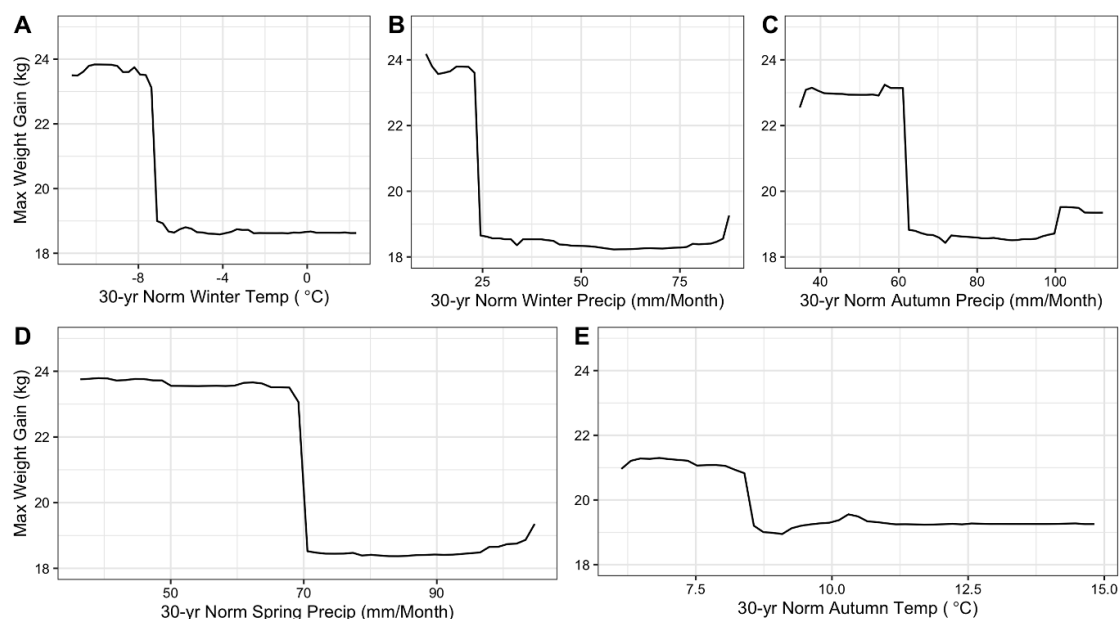 A
Max Weight Gain (kg)
24
22
20
18
-8 -4 0
30-yr Norm Winter Temp ( °C)
B
24
22
20
18
25 50 75
30-yr Norm Winter Precip (mm/Month)
C
24
22
20
18
40 60 80 100
30-yr Norm Autumn Precip (mm/Month)
D
Max Weight Gain (kg)
24
22
20
18
50 70 90
30-yr Norm Spring Precip (mm/Month)
E
24
22
20
18
7.5 10.0 12.5 15.0
30-yr Norm Autumn Temp ( °C)